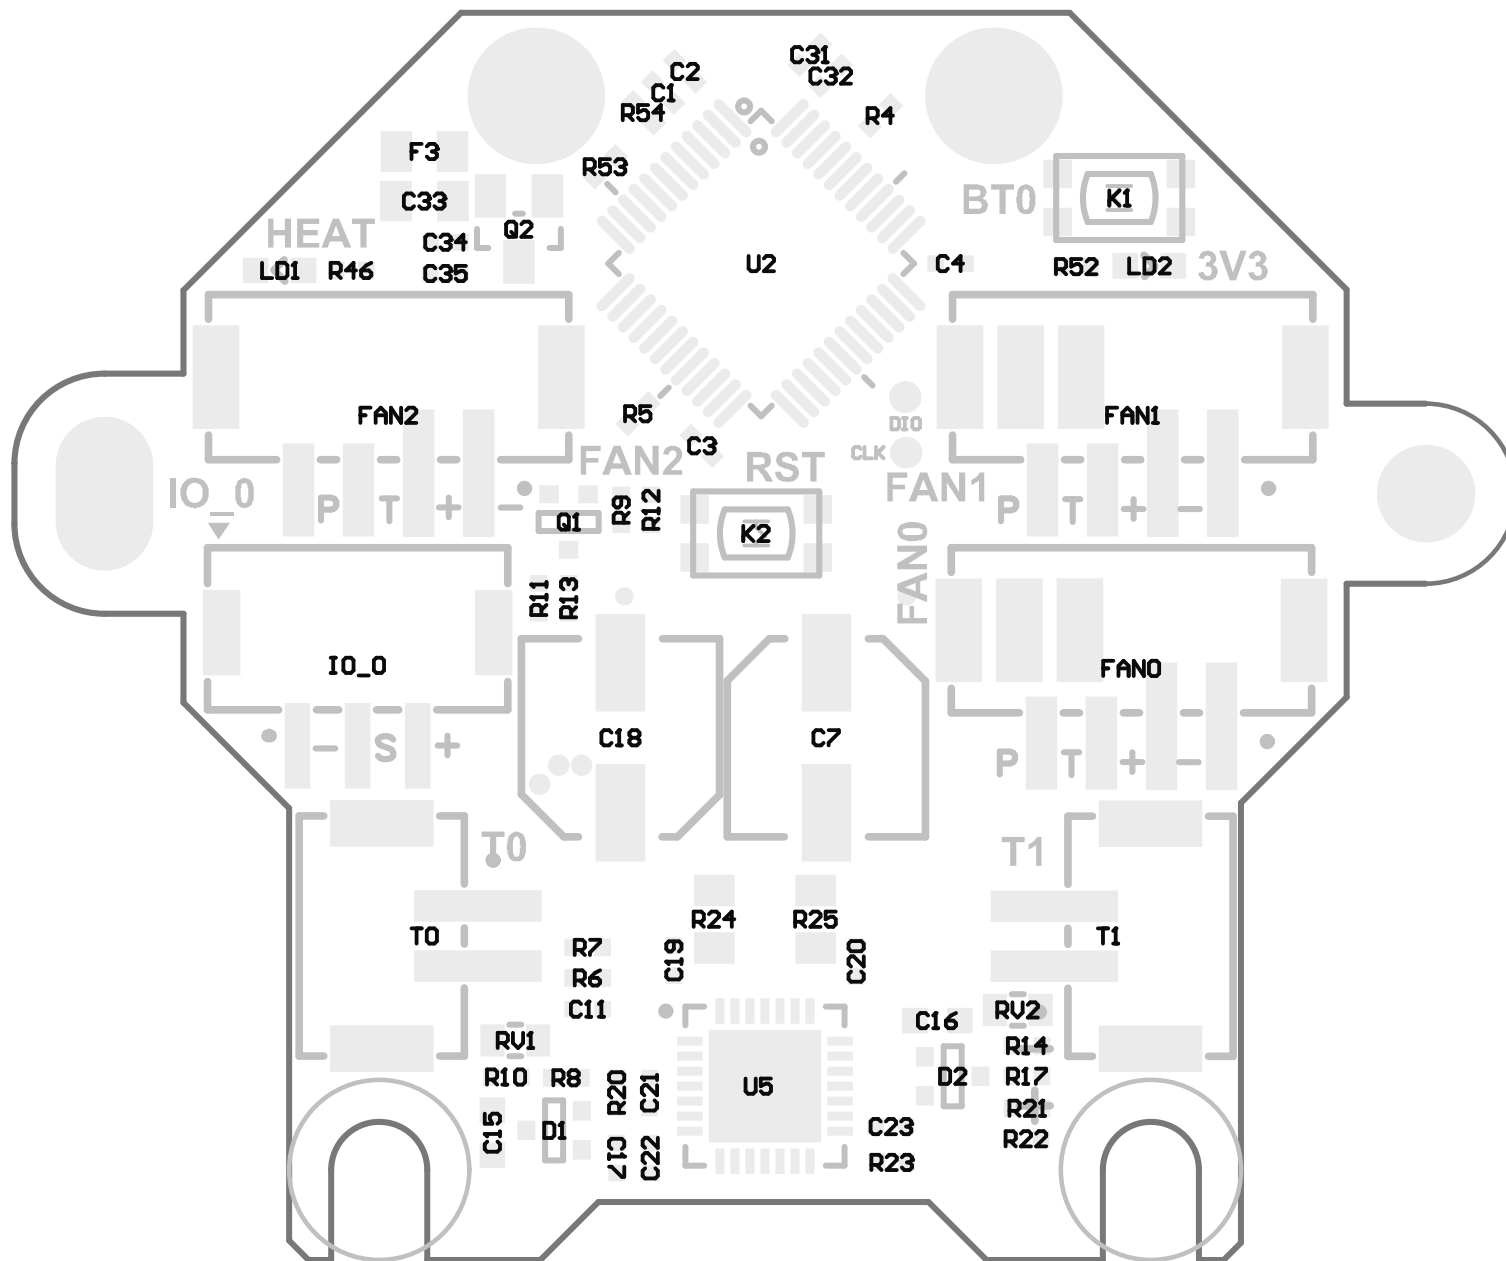 C31
C2
C32
C1
R54
R4
F3
R53
C33
BT0
K1
HEAT
Q2
C34
U2
C4
R52
LD2
3V3
LD1
R46
C35
FAN2
R5
FAN1
DIO
C3
CLK
FAN2
RST
FAN1
IO_0
P
T
+
-
R9
R12
P
T
+
-
Q1
K2
FAN0
R11
R13
IO_0
FAN0
C18
C7
-
S
+
P
T
+
-
T0
T1
R24
R25
T0
T1
R7
C19
C20
R6
C11
RV2
C16
RV1
R14
R10
R8
R20
C21
U5
D2
R17
R21
C15
D1
C23
R22
C17
C22
R23